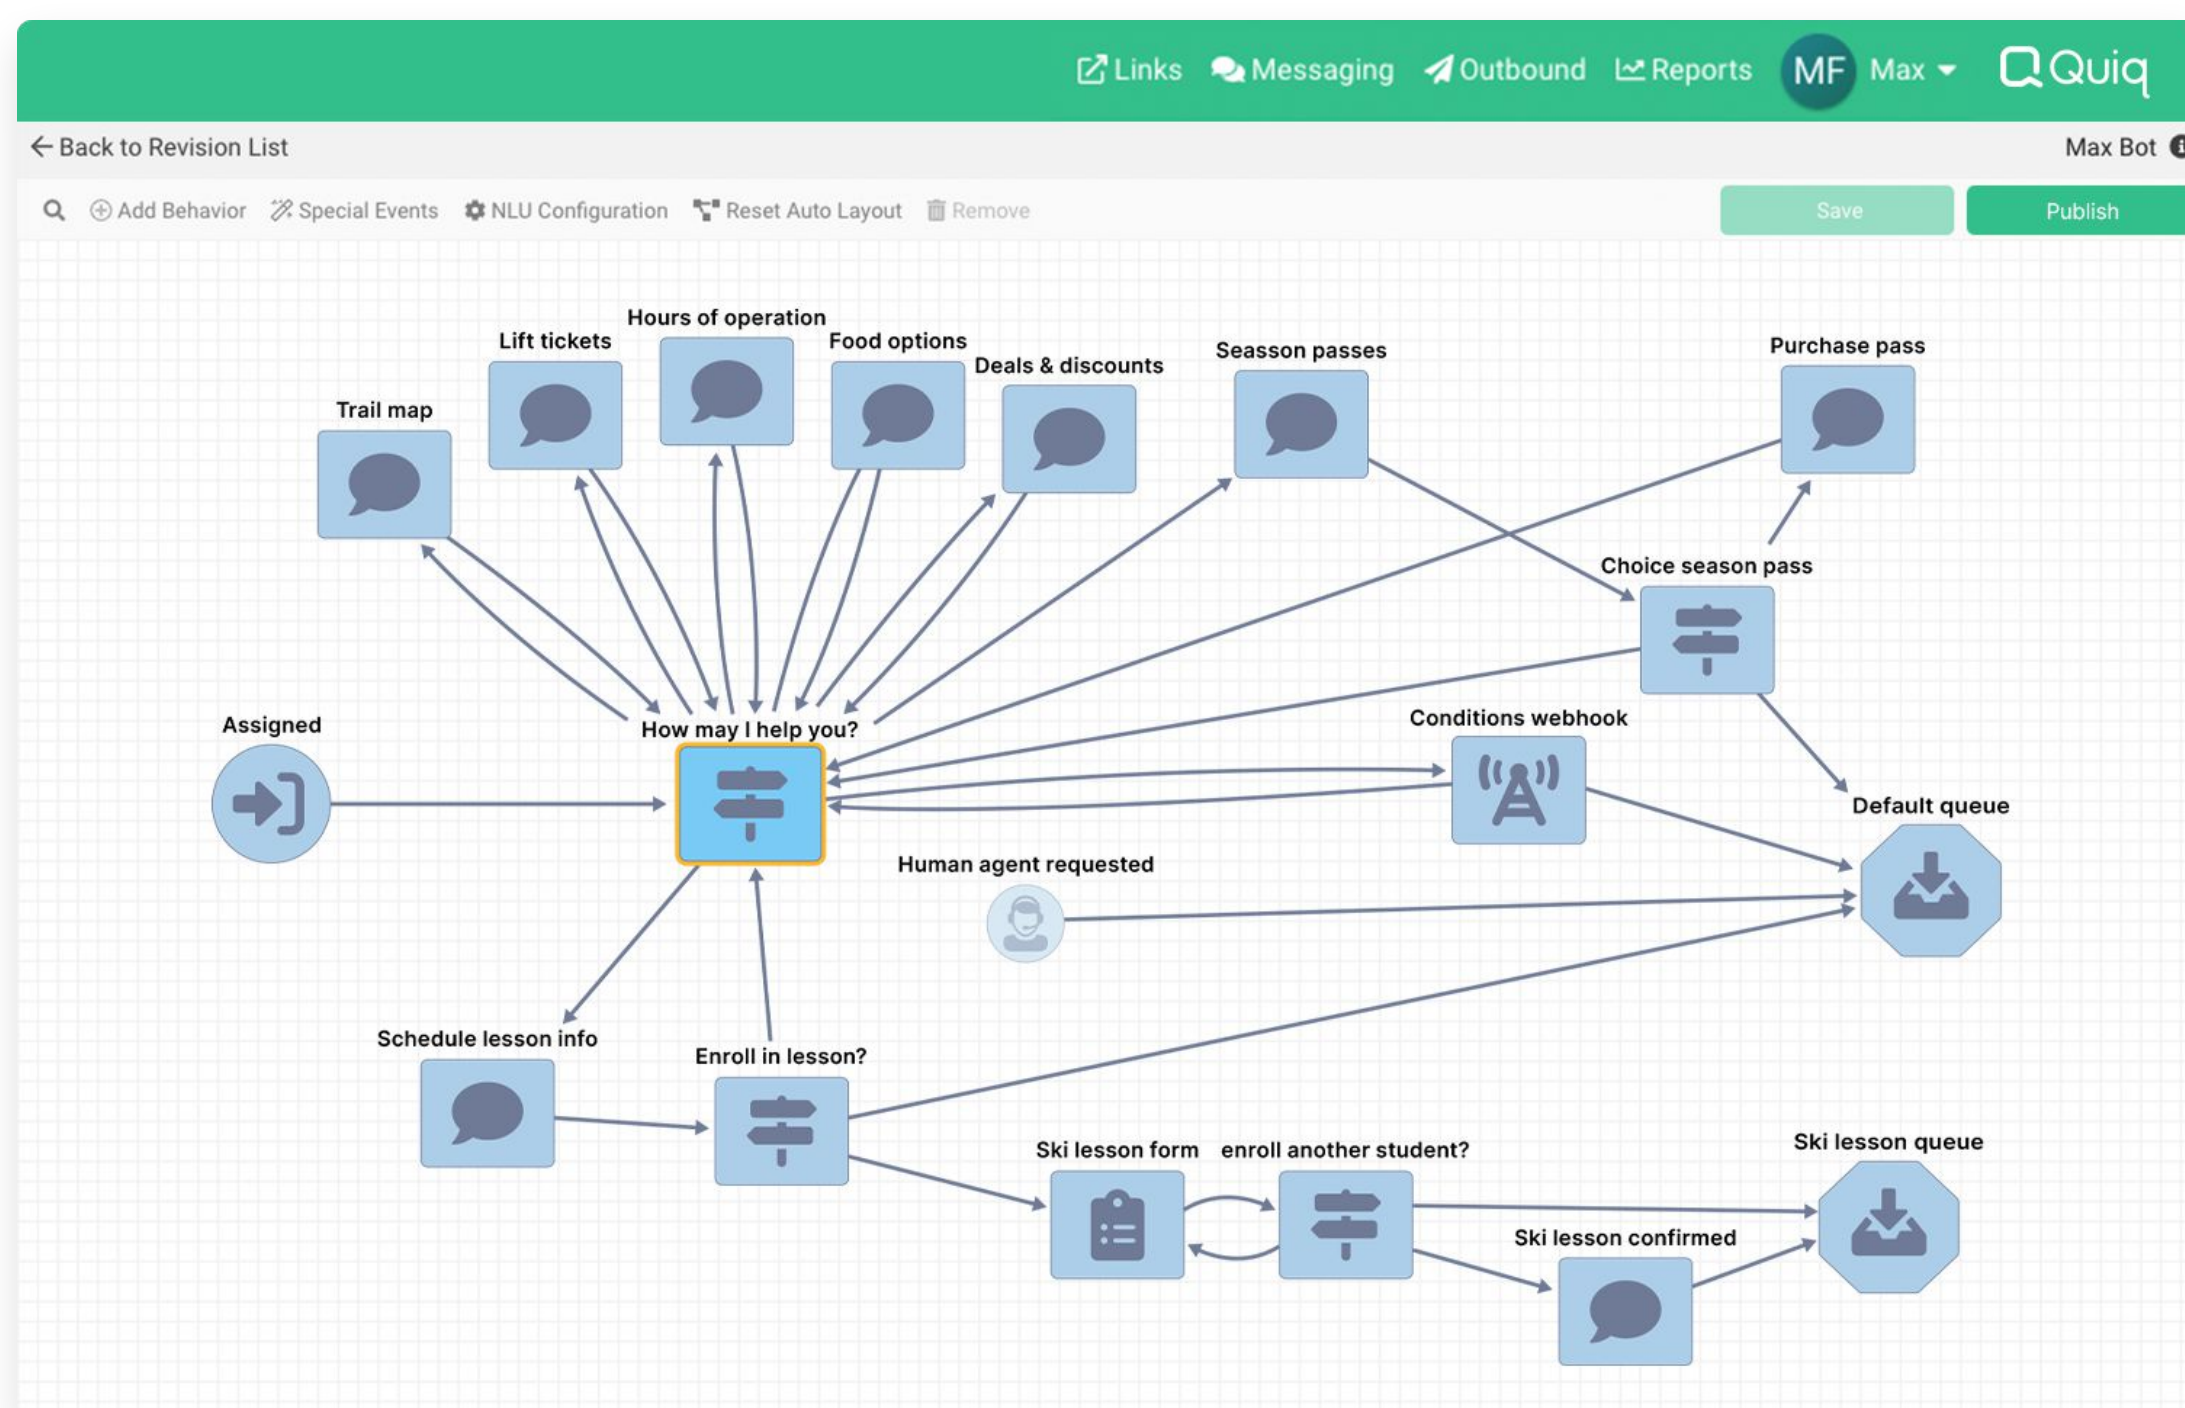 Links Messaging Outbound Reports MF Max Quiq
Back to Revision List Max Bot
Add Behavior Special Events NLU Configuration Reset Auto Layout Remove Save Publish
Hours of operation
Lift tickets Food options Purchase pass
Deals & discounts Seasson passes
Trail map
Choice season pass
Assigned How may I help you? Conditions webhook
Default queue
Human agent requested
Schedule lesson info
Enroll in lesson?
Ski lesson form enroll another student? Ski lesson queue
Ski lesson confirmed